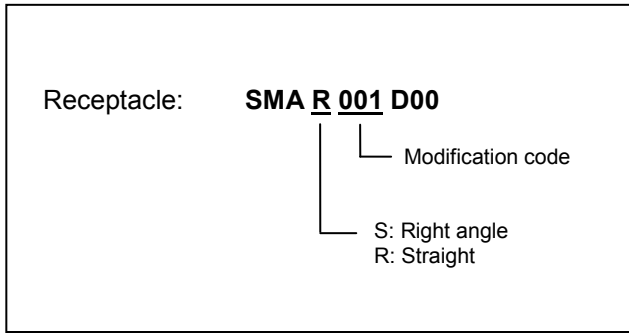 Receptacle: SMA R 001 D00
Modification code
S: Right angle
R: Straight